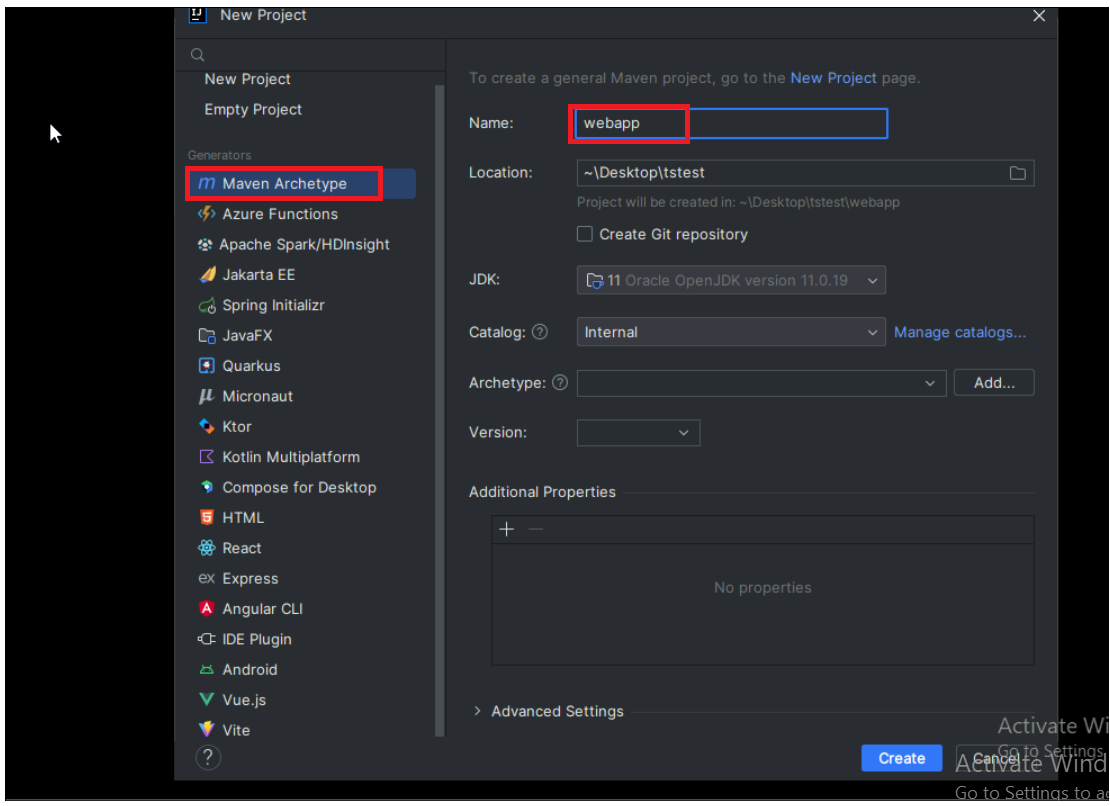 New Project
New Project
Empty Project
Generators
Maven Archetype
Azure Functions
Apache Spark/HDInsight
Jakarta EE
Spring Initializr
JavaFX
Quarkus
Micronaut
Ktor
Kotlin Multiplatform
Compose for Desktop
HTML
React
Express
Angular CLI
IDE Plugin
Android
Vue.js
Vite
To create a general Maven project, go to the New Project page.
Name: webapp
Location: ~\Desktop\tstest
Project will be created in: ~\Desktop\tstest\webapp
Create Git repository
JDK: 11 Oracle OpenJDK version 11.0.19
Catalog: ? Internal Manage catalogs...
Archetype: ? Add...
Version:
Additional Properties
No properties
Advanced Settings
? Create Cancel
Activate Wi
Go to Settings
Activate Wind
Go to Settings to a